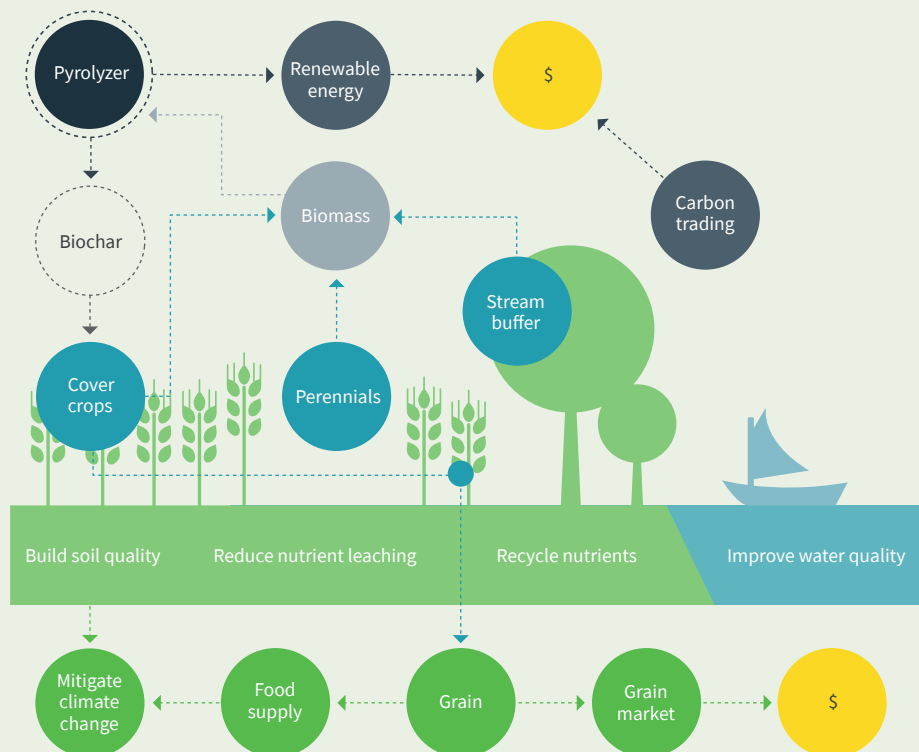 Pyrolyzer
Renewable
energy
$
Biomass
Carbon
trading
Biochar
Stream
buffer
Cover
crops
Perennials
Build soil quality
Reduce nutrient leaching
Recycle nutrients
Improve water quality
Mitigate
climate
change
Food
supply
Grain
Grain
market
$